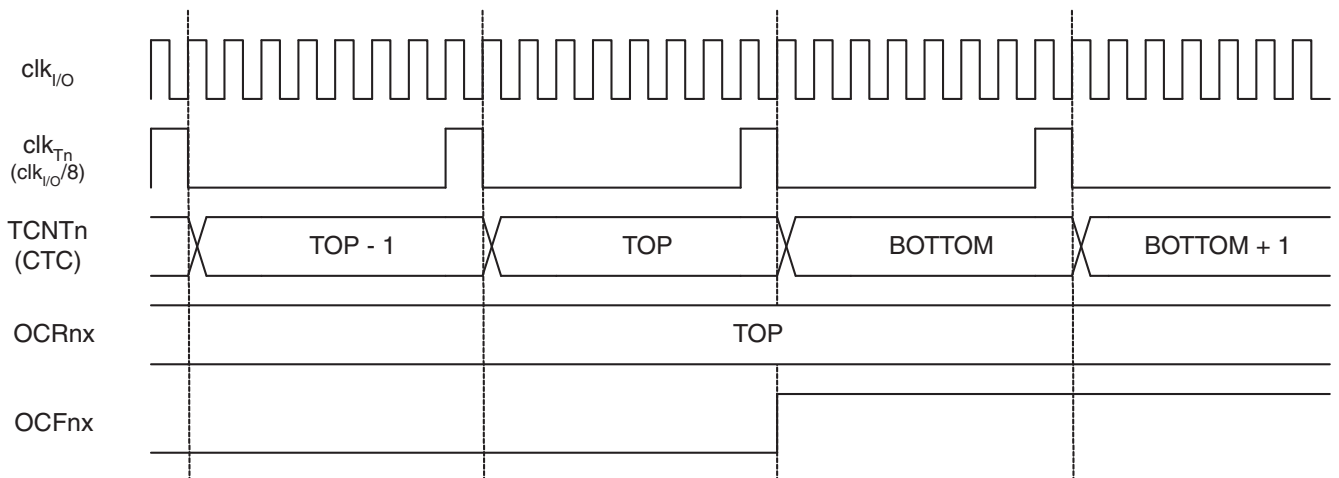 clkI/O
clkTn
(clkI/O/8)
TCNTn
(CTC)
TOP - 1
TOP
BOTTOM
BOTTOM + 1
OCRnx
TOP
OCFnx